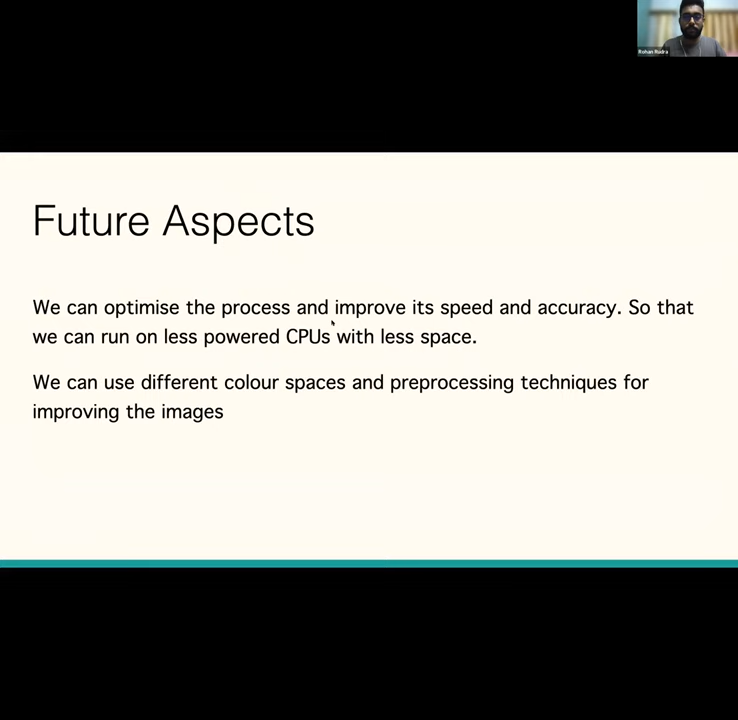 Rohan Rudra
Future Aspects
We can optimise the process and improve its speed and accuracy. So that
we can run on less powered CPUs with less space.
We can use different colour spaces and preprocessing techniques for
improving the images